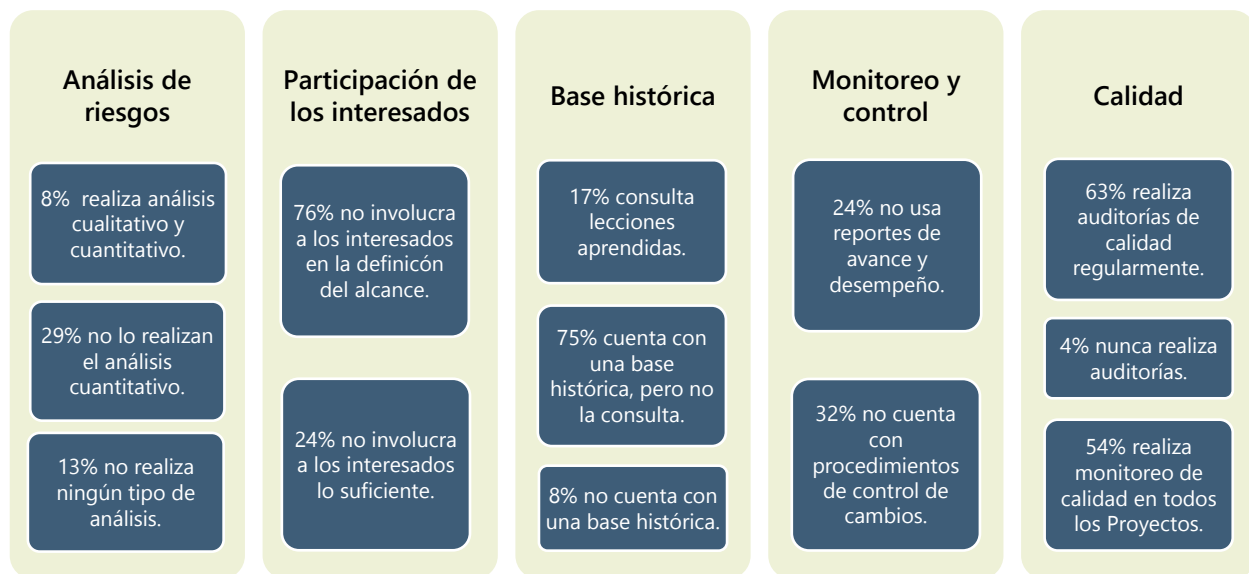 Análisis de
riesgos
8%  realiza análisis
cualitativo y
cuantitativo.
29% no lo realizan
el análisis
cuantitativo.
13% no realiza
ningún tipo de
análisis.
Participación de
los interesados
76% no involucra
a los interesados
en la definicón
del alcance.
24% no involucra
a los interesados
lo suficiente.
Base histórica
17% consulta
lecciones
aprendidas.
75% cuenta con
una base
histórica, pero no
la consulta.
8% no cuenta con
una base histórica.
Monitoreo y
control
24% no usa
reportes de
avance y
desempeño.
32% no cuenta
con
procedimientos
de control de
cambios.
Calidad
63% realiza
auditorías de
calidad
regularmente.
4% nunca realiza
auditorías.
54% realiza
monitoreo de
calidad en todos
los Proyectos.